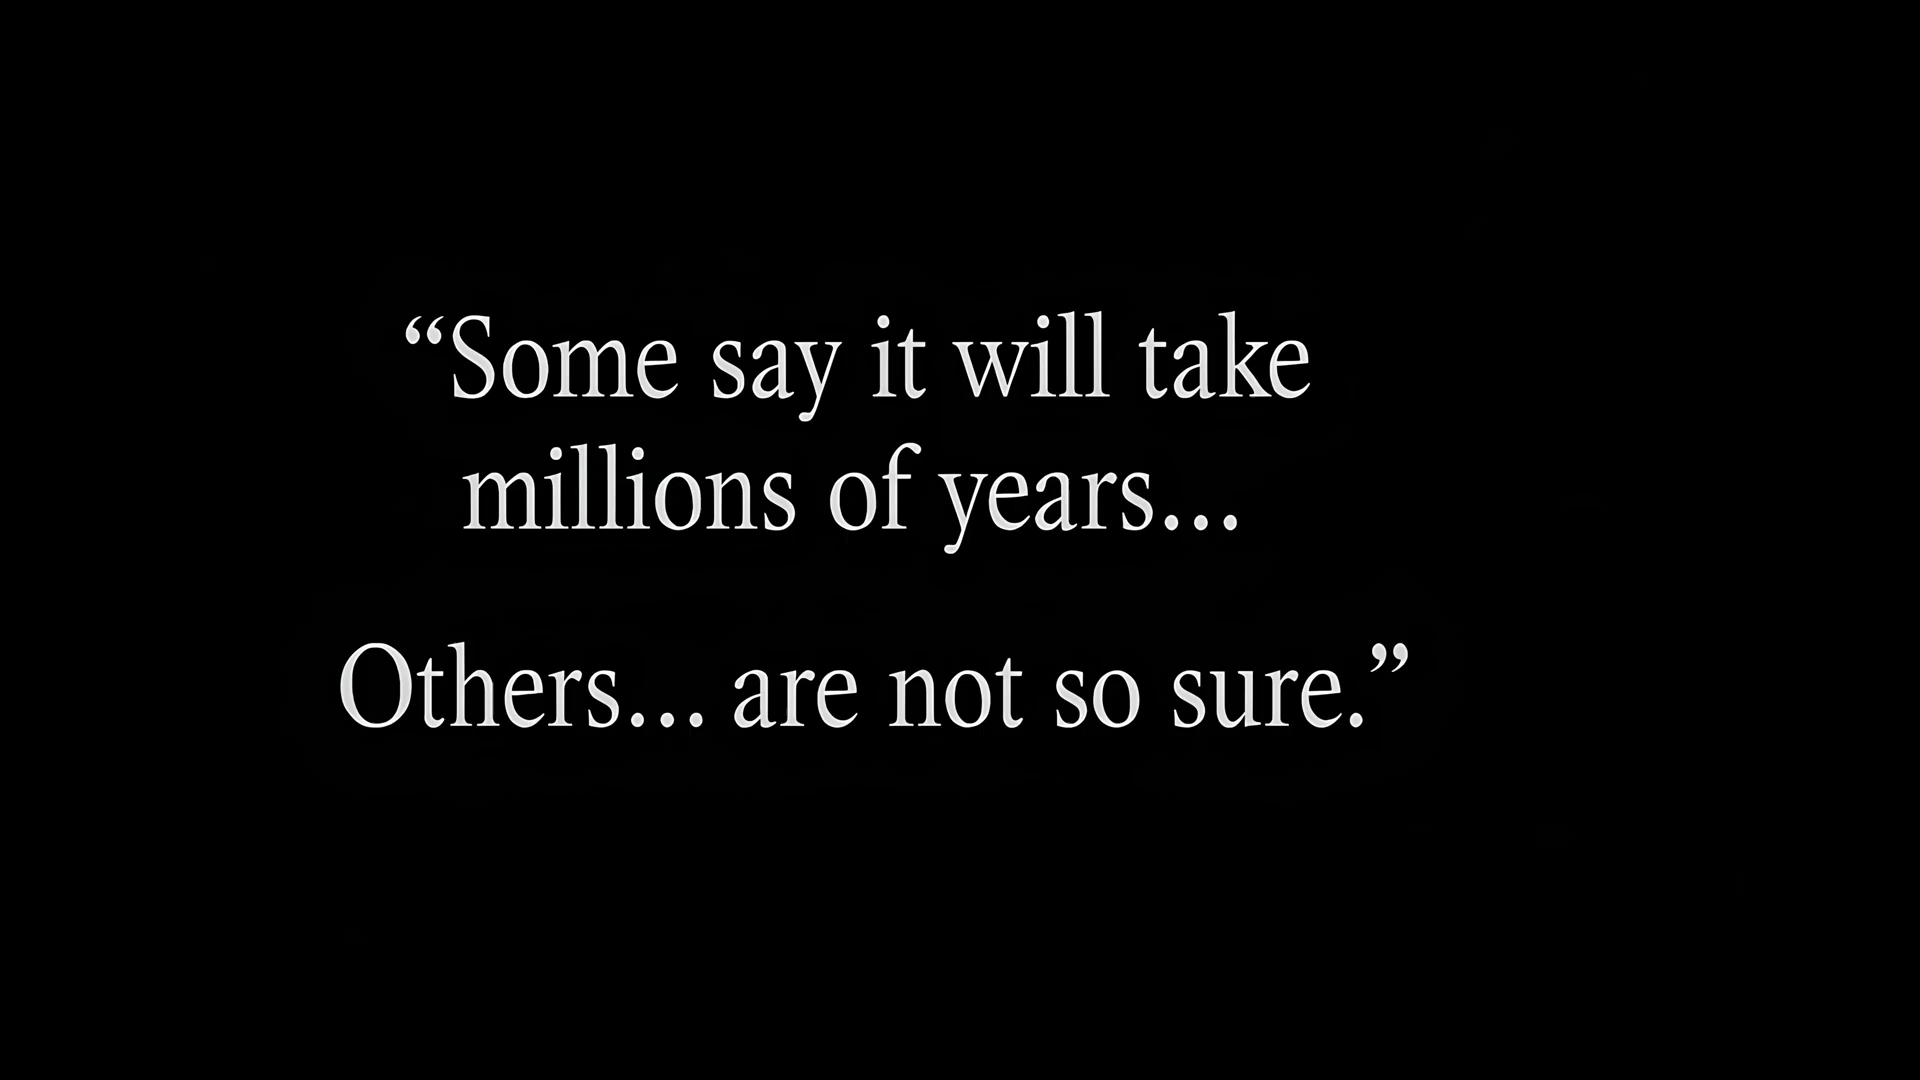 “Some say it will take
millions of years...
Others... are not so sure.”